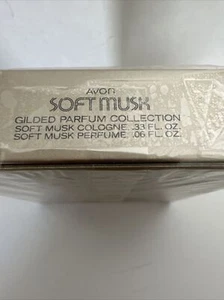 AVON
SOFT MUSK
GILDED PARFUM COLLECTION
SOFT MUSK COLOGNE .33 FL. OZ.
SOFT MUSK PERFUME .06 FL. OZ.